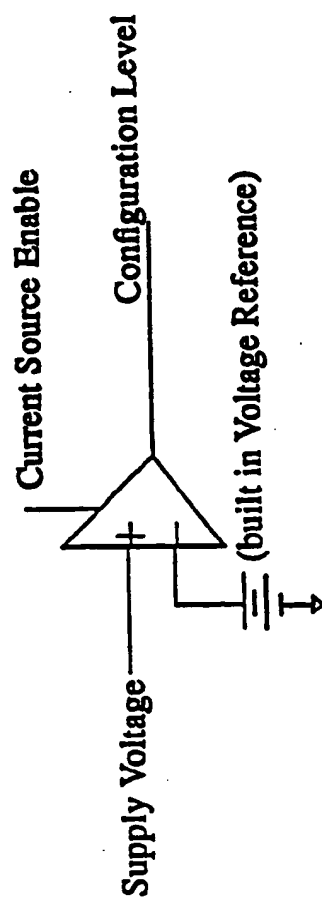 Current Source Enable
Supply Voltage
Configuration Level
+
−
(built in Voltage Reference)